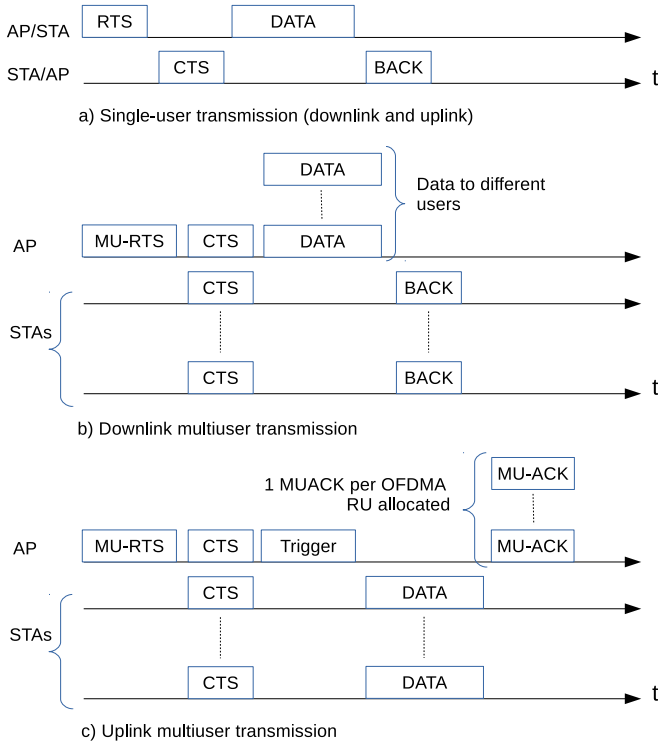 AP/STA
RTS
DATA
STA/AP
CTS
BACK
t
a) Single-user transmission (downlink and uplink)
DATA
Data to different
users
AP
MU-RTS
CTS
DATA
STAs
CTS
BACK
CTS
BACK
t
b) Downlink multiuser transmission
1 MUACK per OFDMA
RU allocated
MU-ACK
AP
MU-RTS
CTS
Trigger
MU-ACK
STAs
CTS
DATA
CTS
DATA
t
c) Uplink multiuser transmission